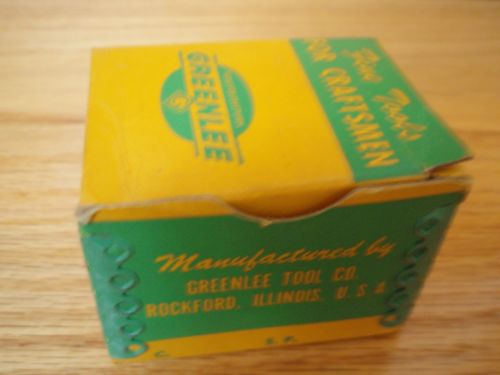 GREENLEE
Fine Tools
FOR CRAFTSMEN
Manufactured by
GREENLEE TOOL CO.
ROCKFORD, ILLINOIS, U.S.A.